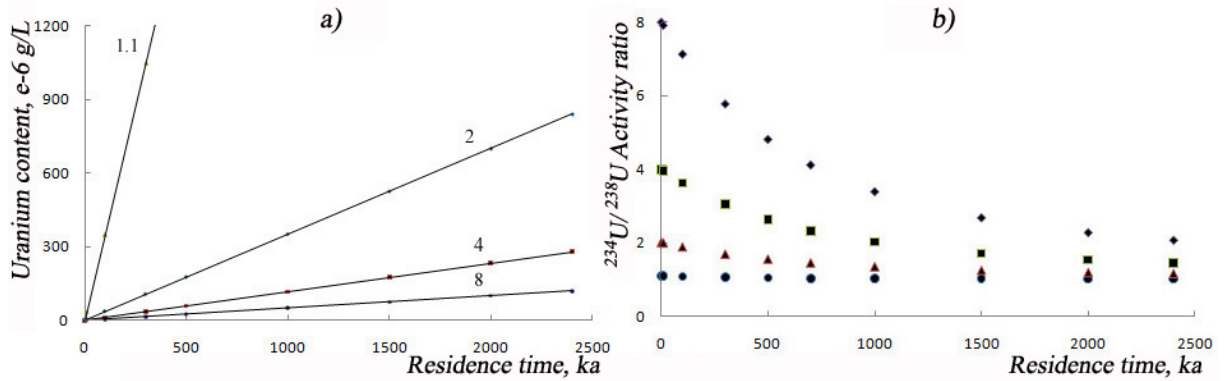 a)
Uranium content, e-6 g/L
1200
900
600
300
0
1.1
2
4
8
0 500 1000 1500 2000 2500
Residence time, ka
b)
234U/ 238U Activity ratio
8
6
4
2
0
0 500 1000 1500 2000 2500
Residence time, ka